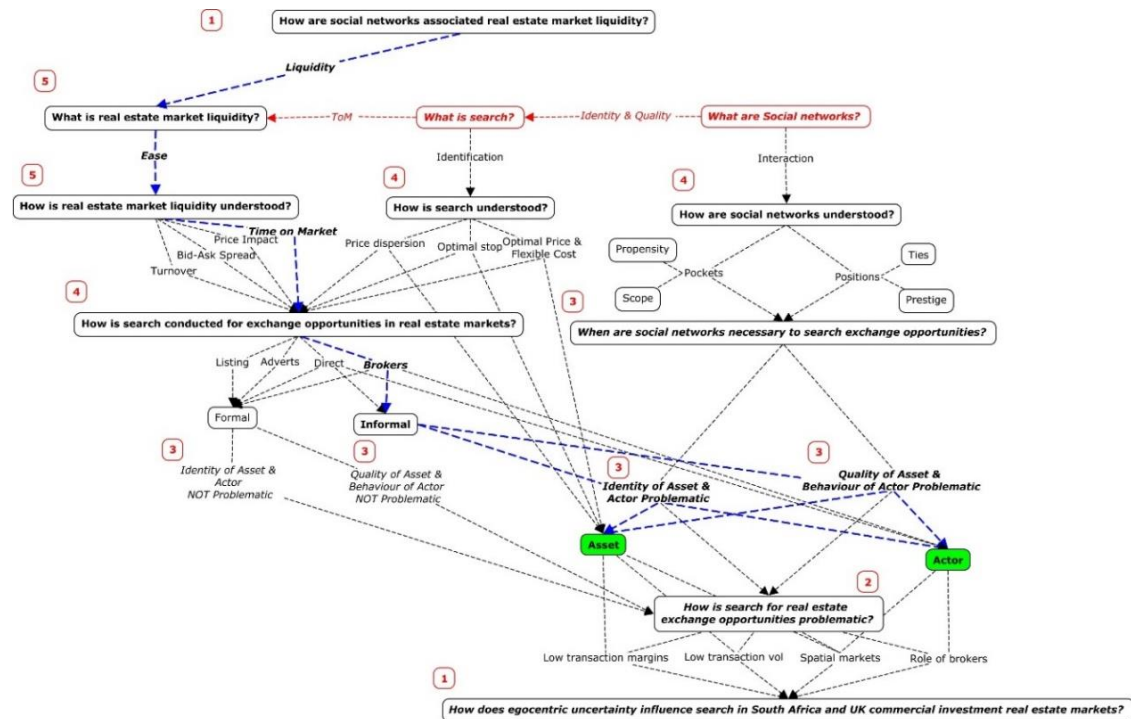 1
How are social networks associated real estate market liquidity?
Liquidity
5
What is real estate market liquidity?
ToM
What is search?
Identity & Quality
What are Social networks?
Ease
Identification
Interaction
5
4
4
How is real estate market liquidity understood?
How is search understood?
How are social networks understood?
Time on Market
Price Impact
Bid-Ask Spread
Turnover
Price dispersion
Optimal stop
Optimal Price &
Flexible Cost
Propensity
Pockets
Scope
Ties
Positions
Prestige
4
3
How is search conducted for exchange opportunities in real estate markets?
When are social networks necessary to search exchange opportunities?
Listing
Adverts
Direct
Brokers
Formal
Informal
3
Identity of Asset &
Actor
NOT Problematic
3
Quality of Asset &
Behaviour of Actor
NOT Problematic
3
Identity of Asset &
Actor Problematic
3
Quality of Asset &
Behaviour of Actor Problematic
Asset
Actor
2
How is search for real estate
exchange opportunities problematic?
Low transaction margins
Low transaction vol
Spatial markets
Role of brokers
1
How does egocentric uncertainty influence search in South Africa and UK commercial investment real estate markets?